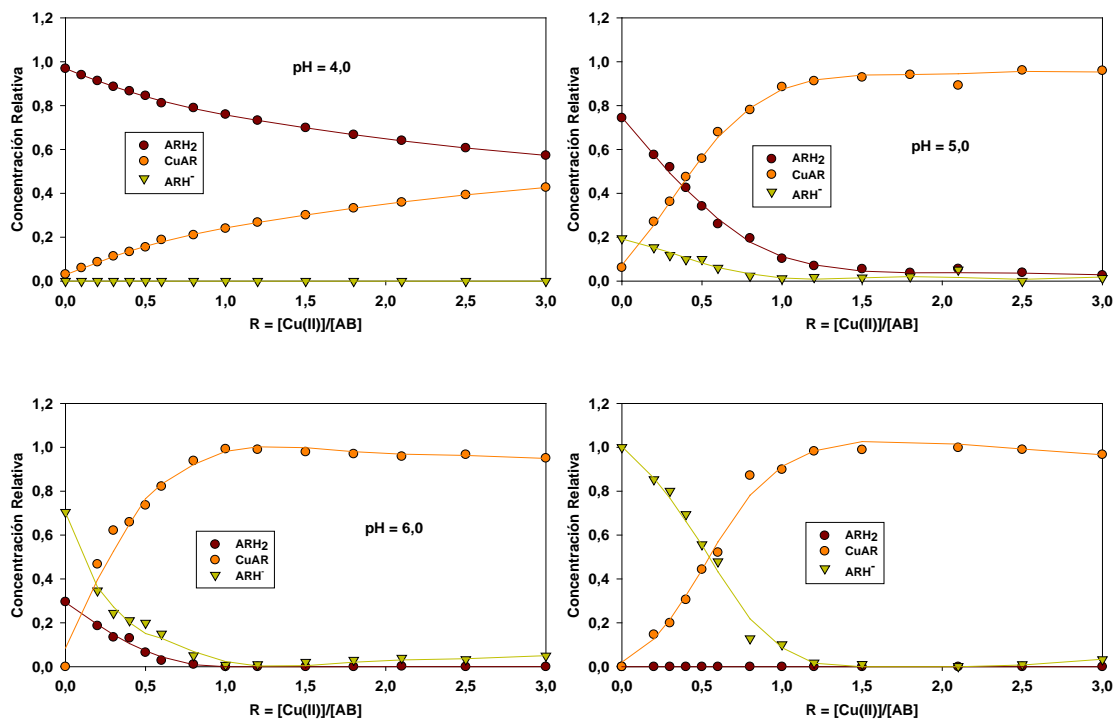 Concentración Relativa
1,2
1,0
0,8
0,6
0,4
0,2
0,0
pH = 4,0
ARH2
CuAR
ARH-
0,0 0,5 1,0 1,5 2,0 2,5 3,0
R = [Cu(II)]/[AB]
Concentración Relativa
1,2
1,0
0,8
0,6
0,4
0,2
0,0
pH = 5,0
ARH2
CuAR
ARH-
0,0 0,5 1,0 1,5 2,0 2,5 3,0
R = [Cu(II)]/[AB]
Concentración Relativa
1,2
1,0
0,8
0,6
0,4
0,2
0,0
pH = 6,0
ARH2
CuAR
ARH-
0,0 0,5 1,0 1,5 2,0 2,5 3,0
R = [Cu(II)]/[AB]
Concentración Relativa
1,2
1,0
0,8
0,6
0,4
0,2
0,0
ARH2
CuAR
ARH-
0,0 0,5 1,0 1,5 2,0 2,5 3,0
R = [Cu(II)]/[AB]